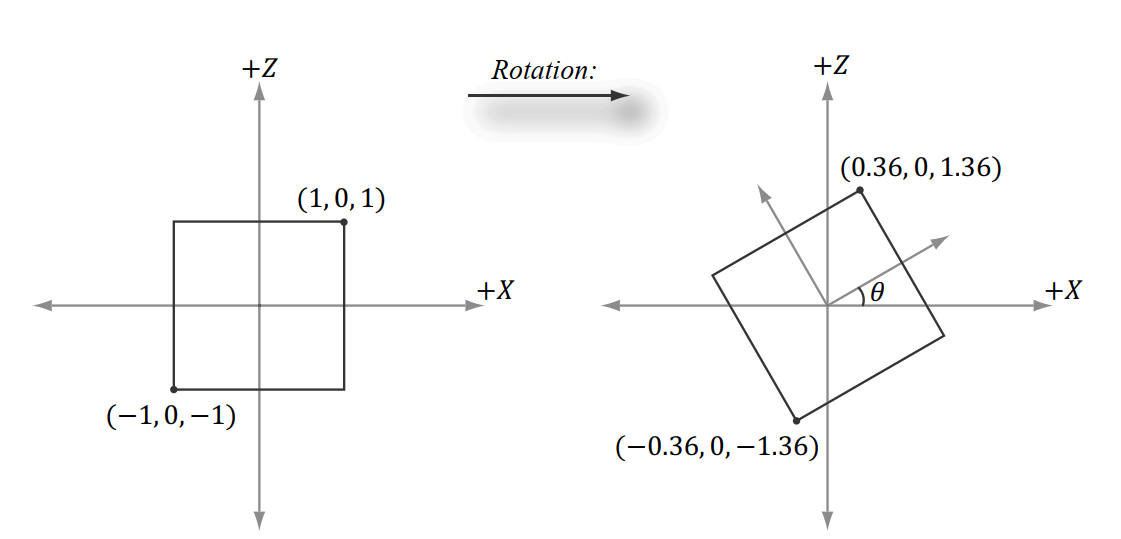 +Z
Rotation:
+Z
(1, 0, 1)
(0.36, 0, 1.36)
+X
θ
+X
(−1, 0, −1)
(−0.36, 0, −1.36)